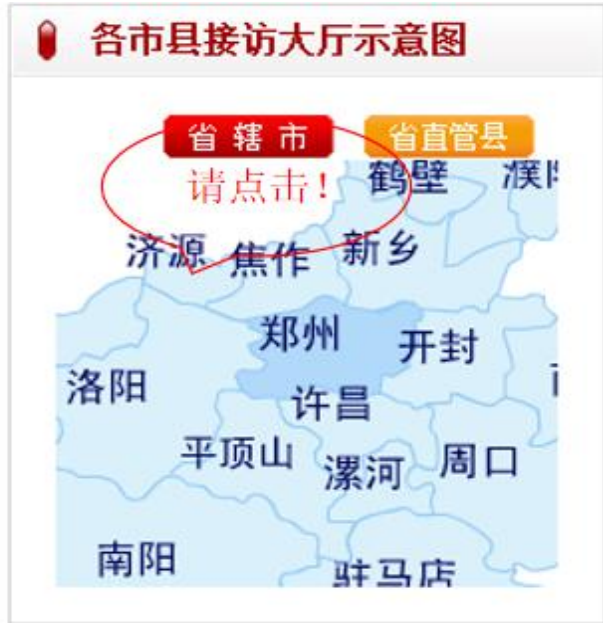 各市县接访大厅示意图
省辖市 省直管县
请点击!
鹤壁 濮
济源 焦作 新乡
郑州 开封
洛阳 许昌
平顶山 漯河 周口
南阳 驻马店